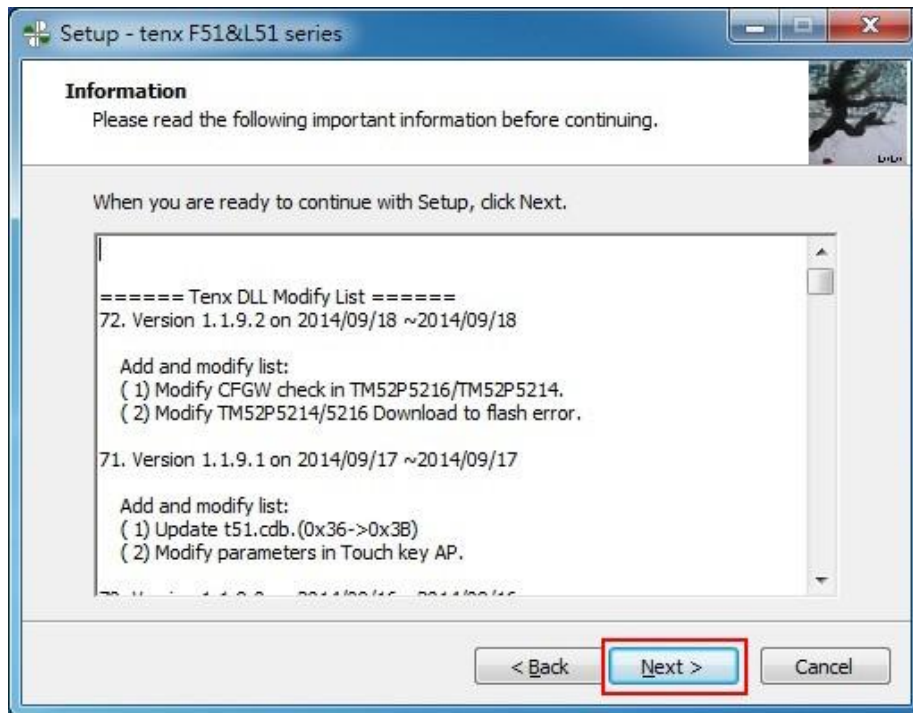 Setup - tenx F51&L51 series
Information
Please read the following important information before continuing.
When you are ready to continue with Setup, click Next.
====== Tenx DLL Modify List ======
72. Version 1.1.9.2 on 2014/09/18 ~2014/09/18
Add and modify list:
( 1) Modify CFGW check in TM52P5216/TM52P5214.
( 2) Modify TM52P5214/5216 Download to flash error.
71. Version 1.1.9.1 on 2014/09/17 ~2014/09/17
Add and modify list:
( 1) Update t51.cdb.(0x36->0x3B)
( 2) Modify parameters in Touch key AP.
< Back
Next >
Cancel